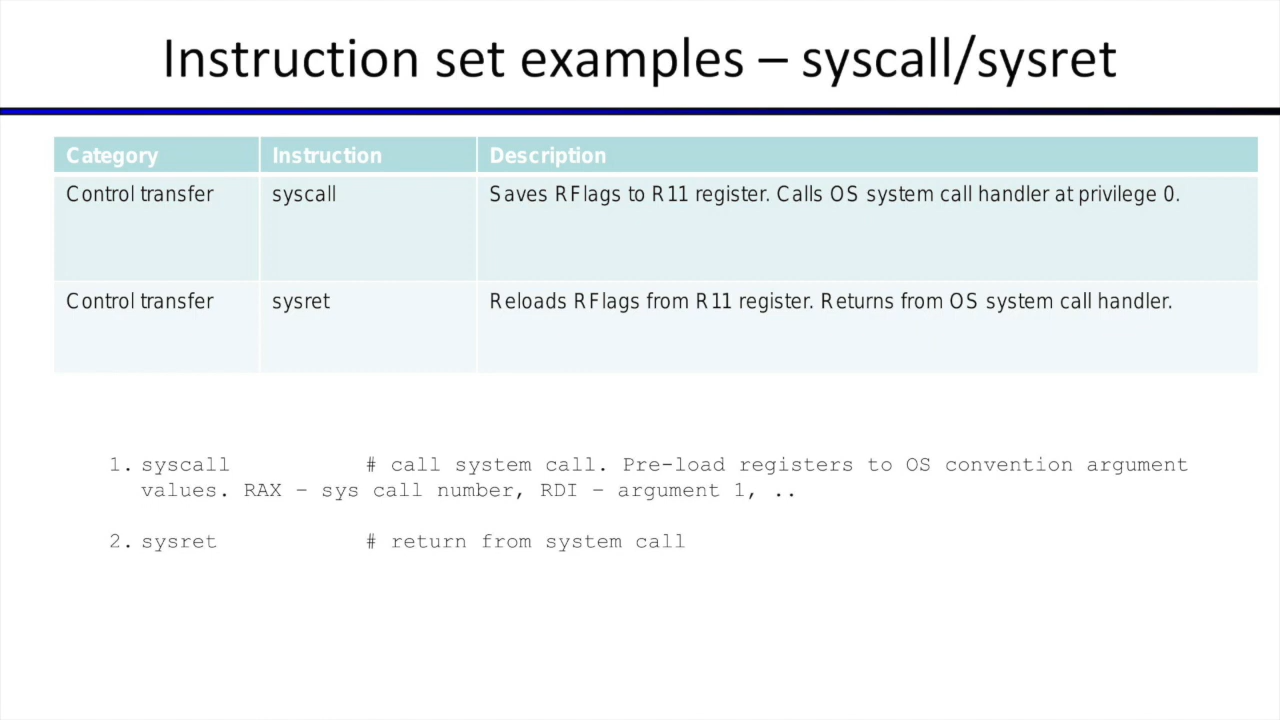 Instruction set examples – syscall/sysret
Category Instruction Description
Control transfer syscall Saves RFlags to R11 register. Calls OS system call handler at privilege 0.
Control transfer sysret Reloads RFlags from R11 register. Returns from OS system call handler.
1. syscall # call system call. Pre-load registers to OS convention argument
values. RAX – sys call number, RDI – argument 1, ..
2. sysret # return from system call